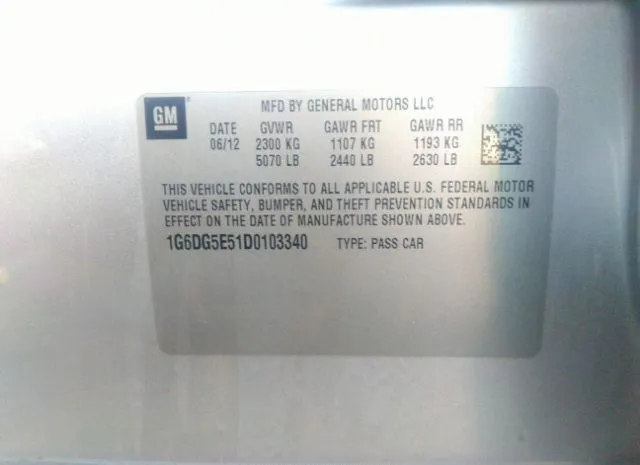 GM
MFD BY GENERAL MOTORS LLC
DATE GVWR GAWR FRT GAWR RR
06/12 2300 KG 1107 KG 1193 KG
5070 LB 2440 LB 2630 LB
THIS VEHICLE CONFORMS TO ALL APPLICABLE U.S. FEDERAL MOTOR
VEHICLE SAFETY, BUMPER, AND THEFT PREVENTION STANDARDS IN
EFFECT ON THE DATE OF MANUFACTURE SHOWN ABOVE.
1G6DG5E51D0103340 TYPE: PASS CAR